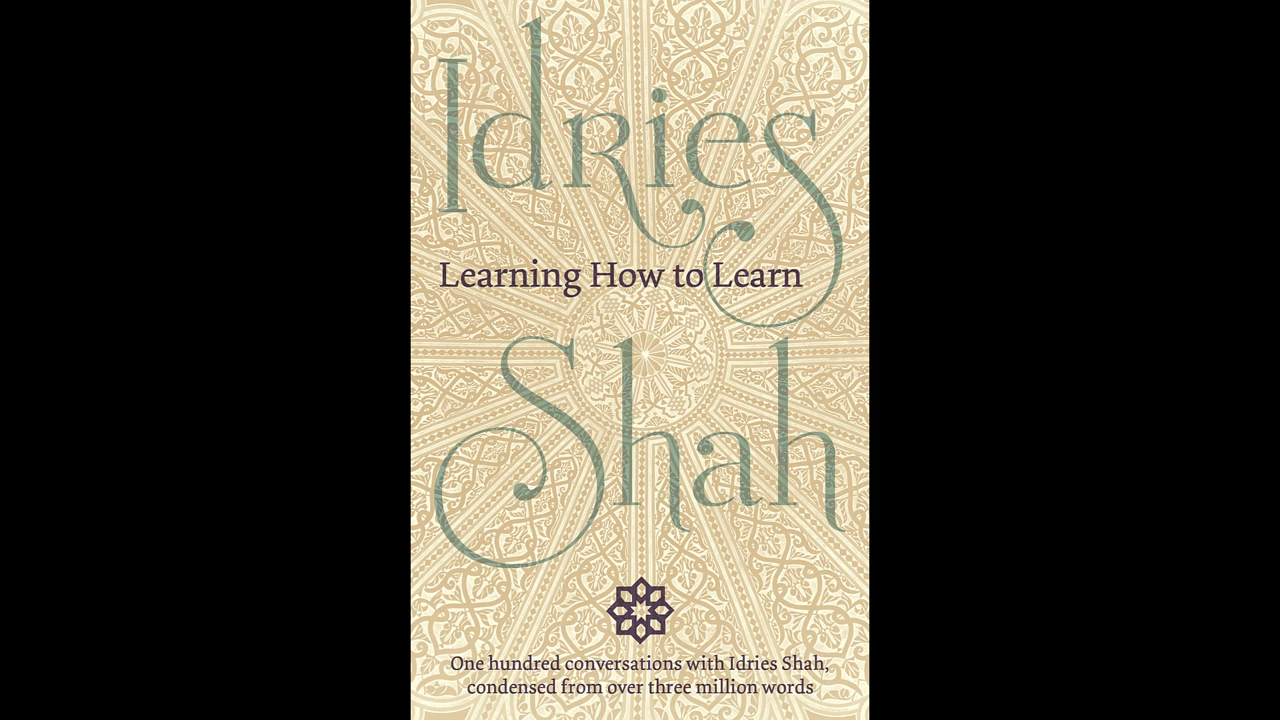 Idries
Learning How to Learn
Shah
One hundred conversations with Idries Shah,
condensed from over three million words